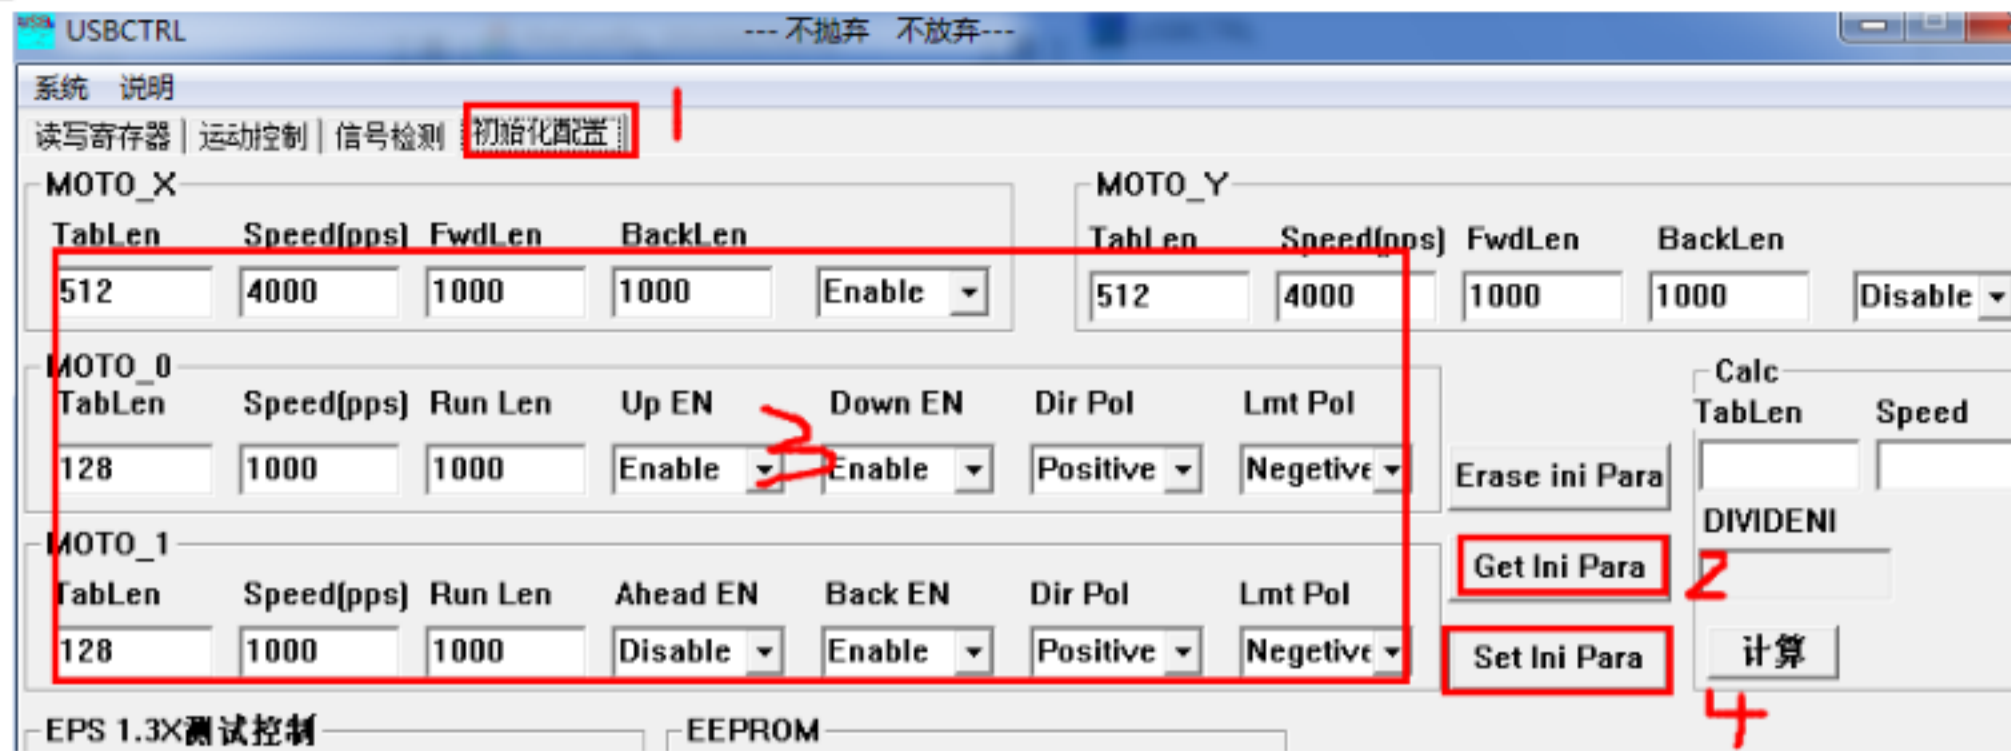 USBCTRL --- 不抛弃 不放弃---
系统 说明
读写寄存器 运动控制 信号检测 初始化配置 1
MOTO_X MOTO_Y
TabLen Speed(pps) FwdLen BackLen TabLen Speed(pps) FwdLen BackLen
512 4000 1000 1000 Enable 512 4000 1000 1000 Disable
MOTO_0 Calc
TabLen Speed(pps) Run Len Up EN Down EN Dir Pol Lmt Pol TabLen Speed
3
128 1000 1000 Enable Enable Positive Negetive Erase ini Para
DIVIDENI
MOTO_1
Get Ini Para 2
TabLen Speed(pps) Run Len Ahead EN Back EN Dir Pol Lmt Pol
128 1000 1000 Disable Enable Positive Negetive Set Ini Para 计算
4
EPS 1.3X测试控制 EEPROM